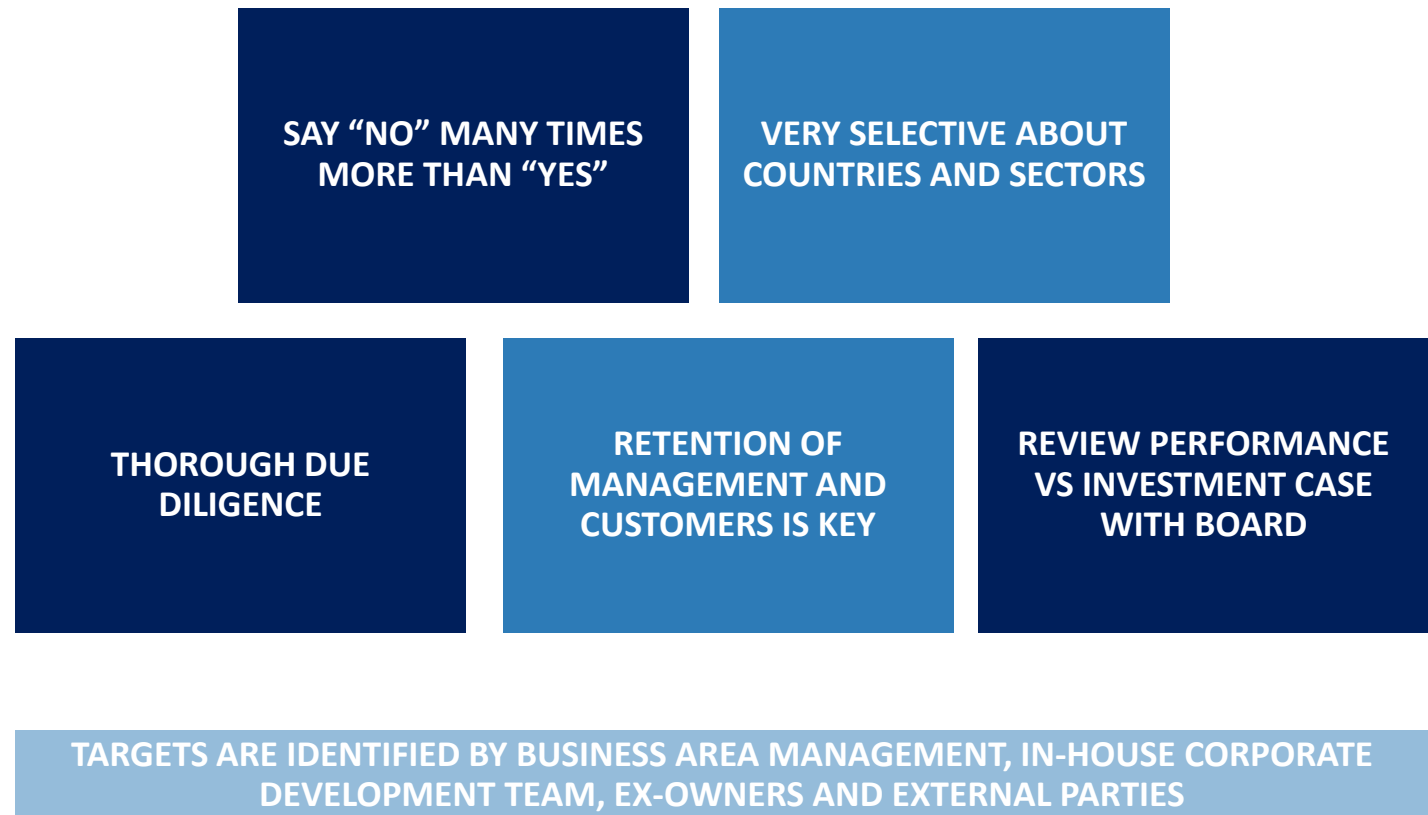 SAY “NO” MANY TIMES
MORE THAN “YES”
VERY SELECTIVE ABOUT
COUNTRIES AND SECTORS
THOROUGH DUE
DILIGENCE
RETENTION OF
MANAGEMENT AND
CUSTOMERS IS KEY
REVIEW PERFORMANCE
VS INVESTMENT CASE
WITH BOARD
TARGETS ARE IDENTIFIED BY BUSINESS AREA MANAGEMENT, IN-HOUSE CORPORATE
DEVELOPMENT TEAM, EX-OWNERS AND EXTERNAL PARTIES